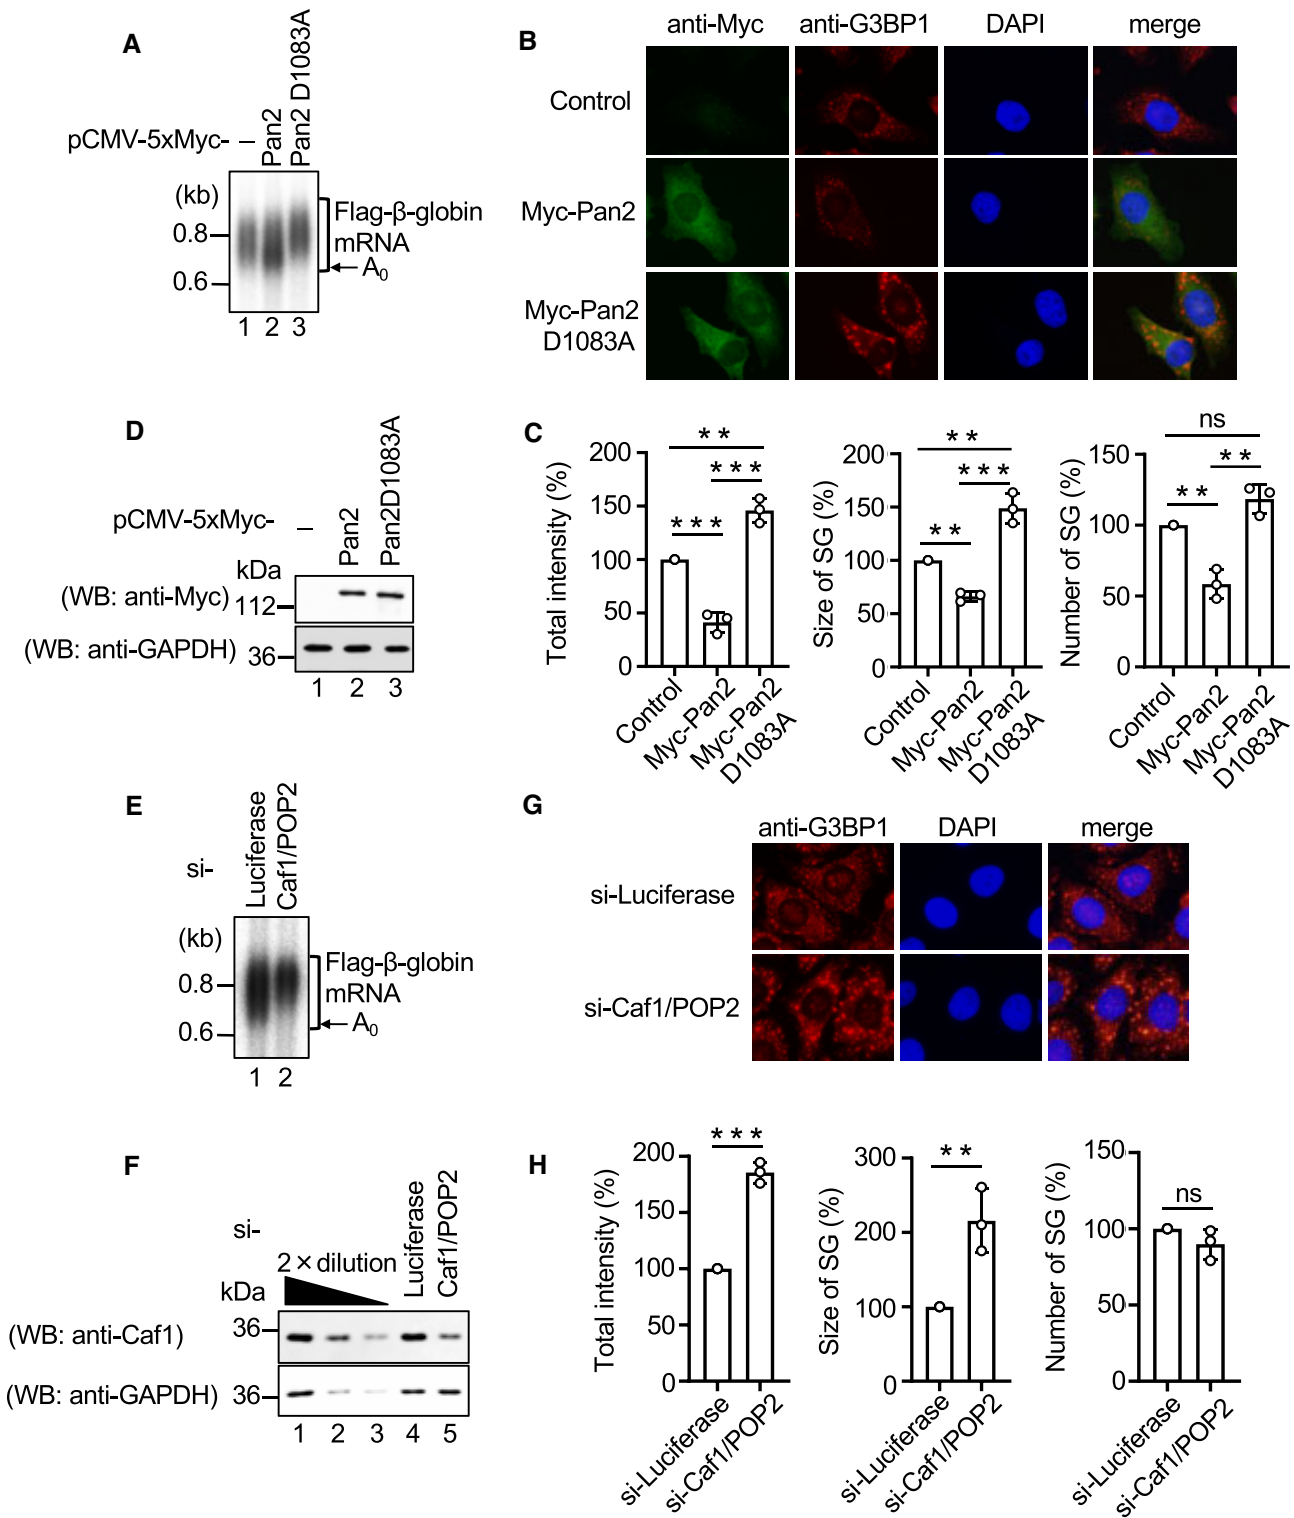 A
pCMV-5xMyc-
–
Pan2
Pan2 D1083A
(kb)
0.8
0.6
Flag-β-globin
mRNA
← A0
1 2 3
B
anti-Myc anti-G3BP1 DAPI merge
Control
Myc-Pan2
Myc-Pan2
D1083A
D
pCMV-5xMyc-
–
Pan2
Pan2D1083A
kDa
(WB: anti-Myc)
112
(WB: anti-GAPDH)
36
1 2 3
C
Total intensity (%)
200
150
100
50
0
* *
* * *
* * *
Control
Myc-Pan2
Myc-Pan2
D1083A
Size of SG (%)
200
150
100
50
0
* *
* * *
* *
Control
Myc-Pan2
Myc-Pan2
D1083A
Number of SG (%)
150
100
50
0
ns
* *
* *
Control
Myc-Pan2
Myc-Pan2
D1083A
E
si-
Luciferase
Caf1/POP2
(kb)
0.8
0.6
Flag-β-globin
mRNA
← A0
1 2
G
anti-G3BP1 DAPI merge
si-Luciferase
si-Caf1/POP2
F
si-
2 × dilution
Luciferase
Caf1/POP2
kDa
(WB: anti-Caf1)
36
(WB: anti-GAPDH)
36
1 2 3 4 5
H
Total intensity (%)
200
150
100
50
0
* * *
si-Luciferase
si-Caf1/POP2
Size of SG (%)
300
200
100
0
* *
si-Luciferase
si-Caf1/POP2
Number of SG (%)
150
100
50
0
ns
si-Luciferase
si-Caf1/POP2